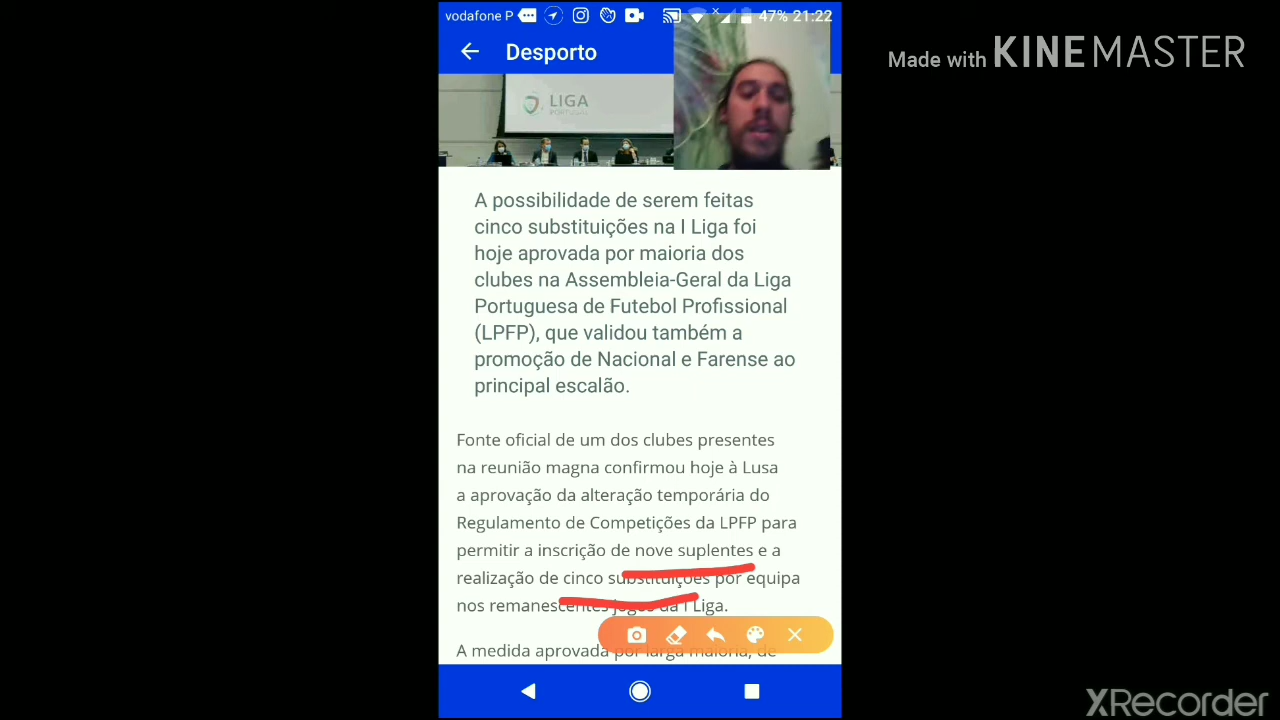 vodafone P
47% 21:22
Made with KINEMASTER
Desporto
LIGA
PORTUGAL
A possibilidade de serem feitas
cinco substituições na I Liga foi
hoje aprovada por maioria dos
clubes na Assembleia-Geral da Liga
Portuguesa de Futebol Profissional
(LPFP), que validou também a
promoção de Nacional e Farense ao
principal escalão.
Fonte oficial de um dos clubes presentes
na reunião magna confirmou hoje à Lusa
a aprovação da alteração temporária do
Regulamento de Competições da LPFP para
permitir a inscrição de nove suplentes e a
realização de cinco substituições por equipa
nos remanescentes jogos da I Liga.
A medida aprovada por larga maioria, de
XRecorder